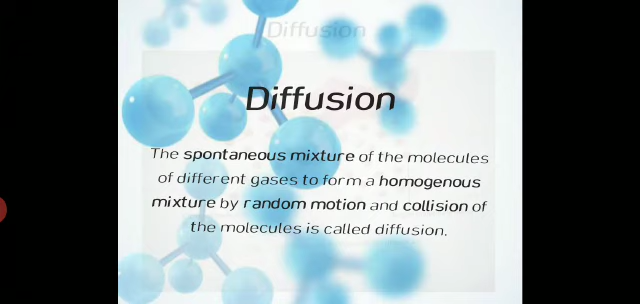 Diffusion
Diffusion
The spontaneous mixture of the molecules
of different gases to form a homogenous
mixture by random motion and collision of
the molecules is called diffusion.